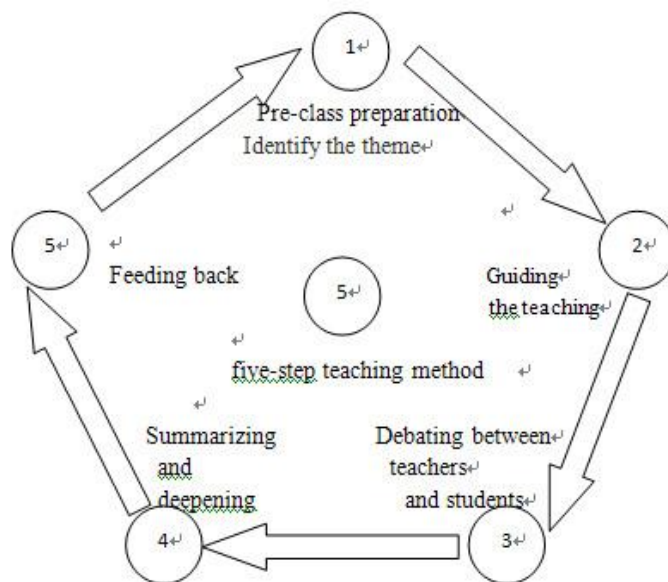 1
Pre-class preparation
Identify the theme
2
Guiding
the teaching
5
Feeding back
5
five-step teaching method
Summarizing
and
deepening
Debating between
teachers
and students
4
3